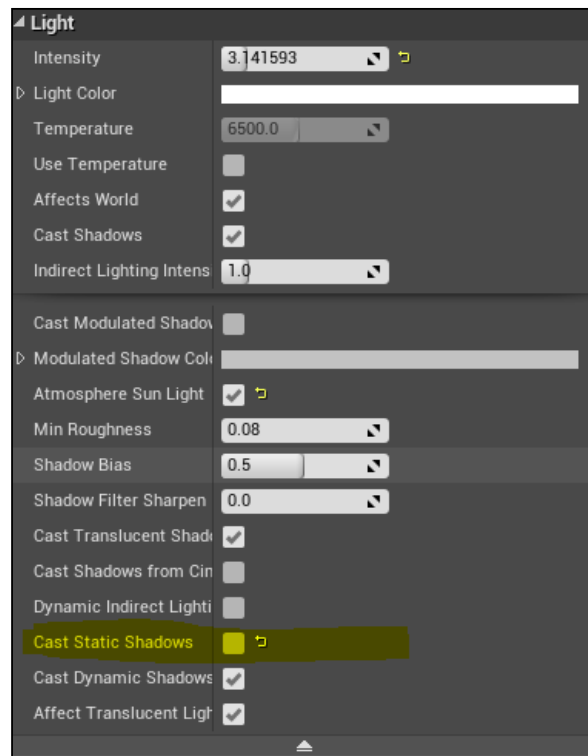 Light
Intensity 3.141593
Light Color
Temperature 6500.0
Use Temperature
Affects World
Cast Shadows
Indirect Lighting Intensi 1.0
Cast Modulated Shadov
Modulated Shadow Colo
Atmosphere Sun Light
Min Roughness 0.08
Shadow Bias 0.5
Shadow Filter Sharpen 0.0
Cast Translucent Shado
Cast Shadows from Cin
Dynamic Indirect Lighti
Cast Static Shadows
Cast Dynamic Shadows
Affect Translucent Ligh